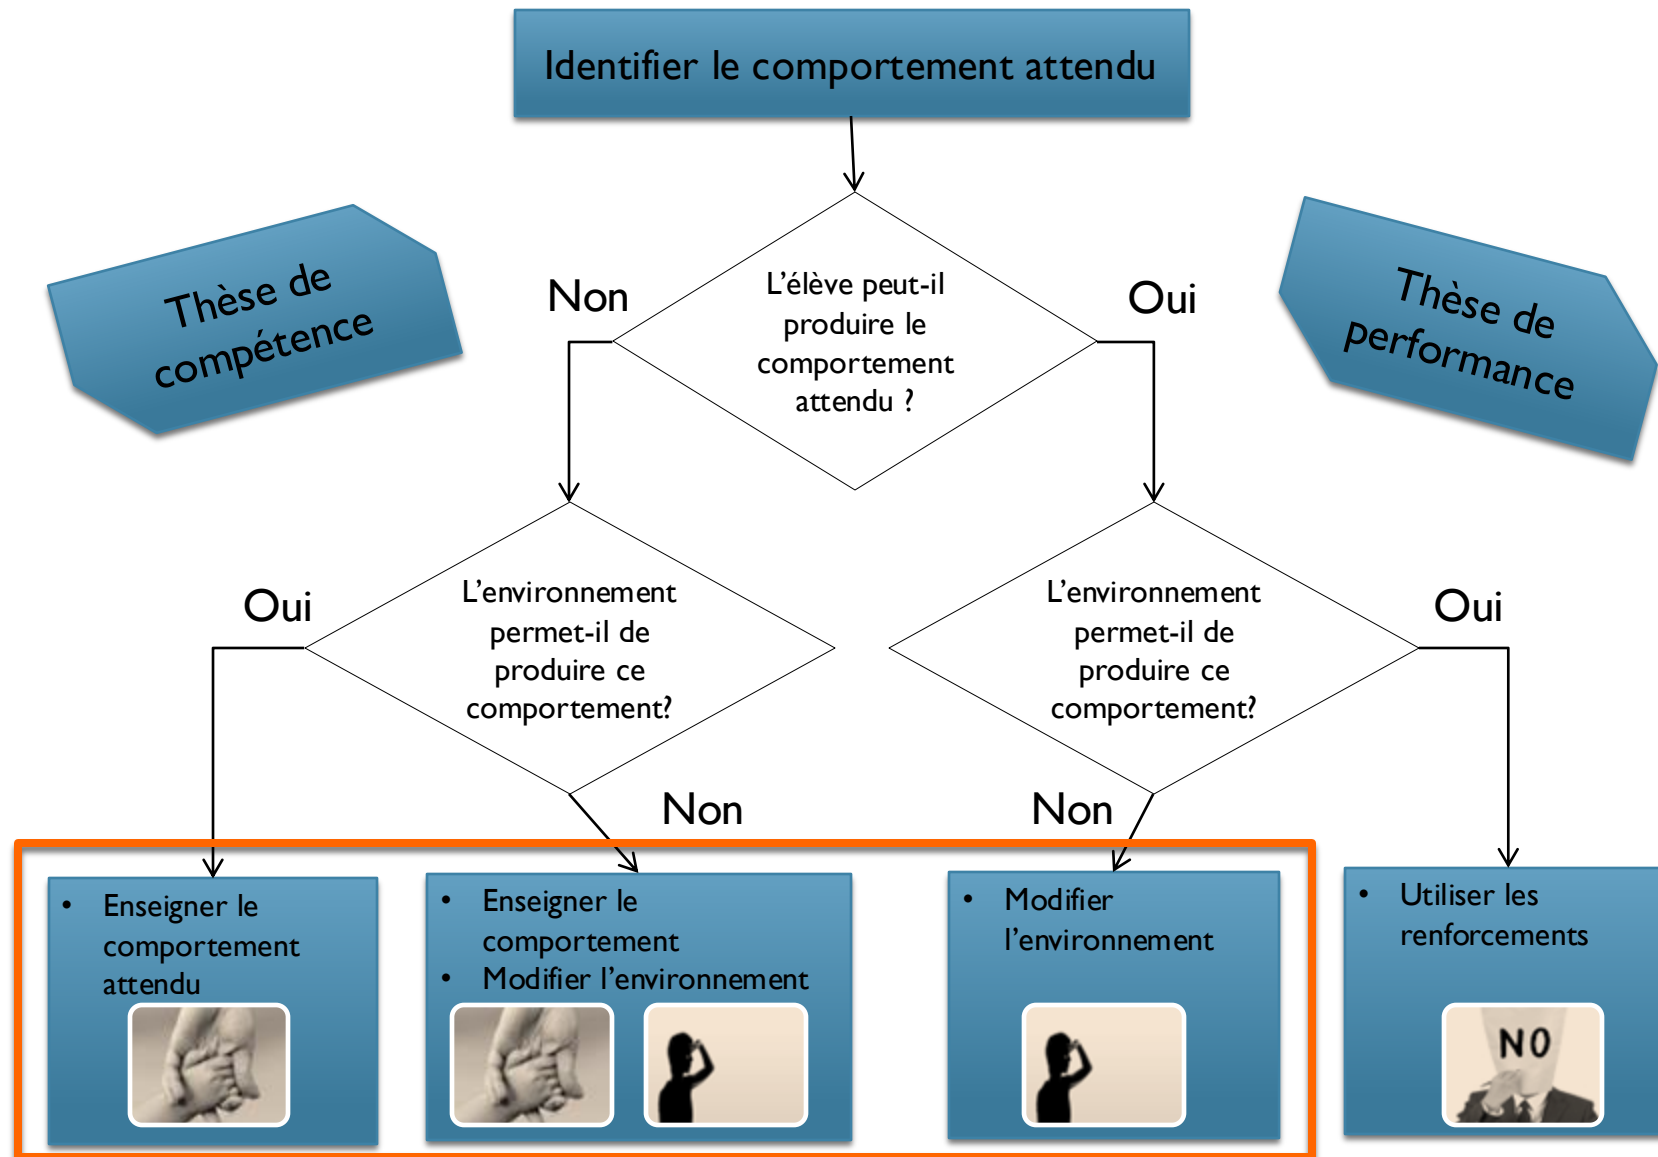 Identifier le comportement attendu
Thèse de
compétence
Non
L'élève peut-il
produire le
comportement
attendu ?
Oui
Thèse de
performance
Oui
L'environnement
permet-il de
produire ce
comportement?
Non
L'environnement
permet-il de
produire ce
comportement?
Non
Oui
• Enseigner le
comportement
attendu
• Enseigner le
comportement
• Modifier l'environnement
• Modifier
l'environnement
• Utiliser les
renforcements
NO